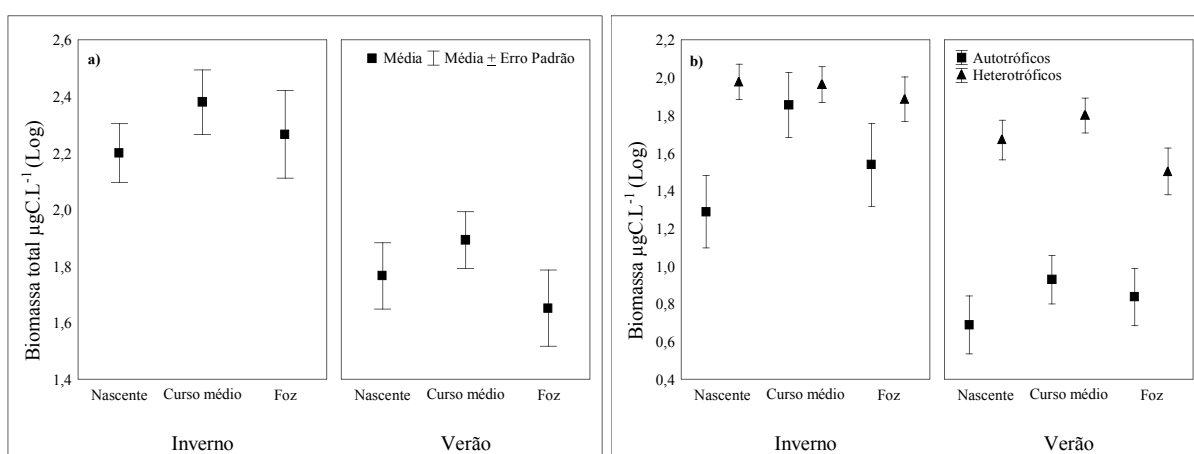 a)
Biomassa total µgC.L-1 (Log)
2,6
2,4
2,2
2,0
1,8
1,6
1,4
Média Média + Erro Padrão
Nascente Curso médio Foz Nascente Curso médio Foz
Inverno Verão
b)
Biomassa µgC.L-1 (Log)
2,2
2,0
1,8
1,6
1,4
1,2
1,0
0,8
0,6
0,4
Autotróficos
Heterotróficos
Nascente Curso médio Foz Nascente Curso médio Foz
Inverno Verão